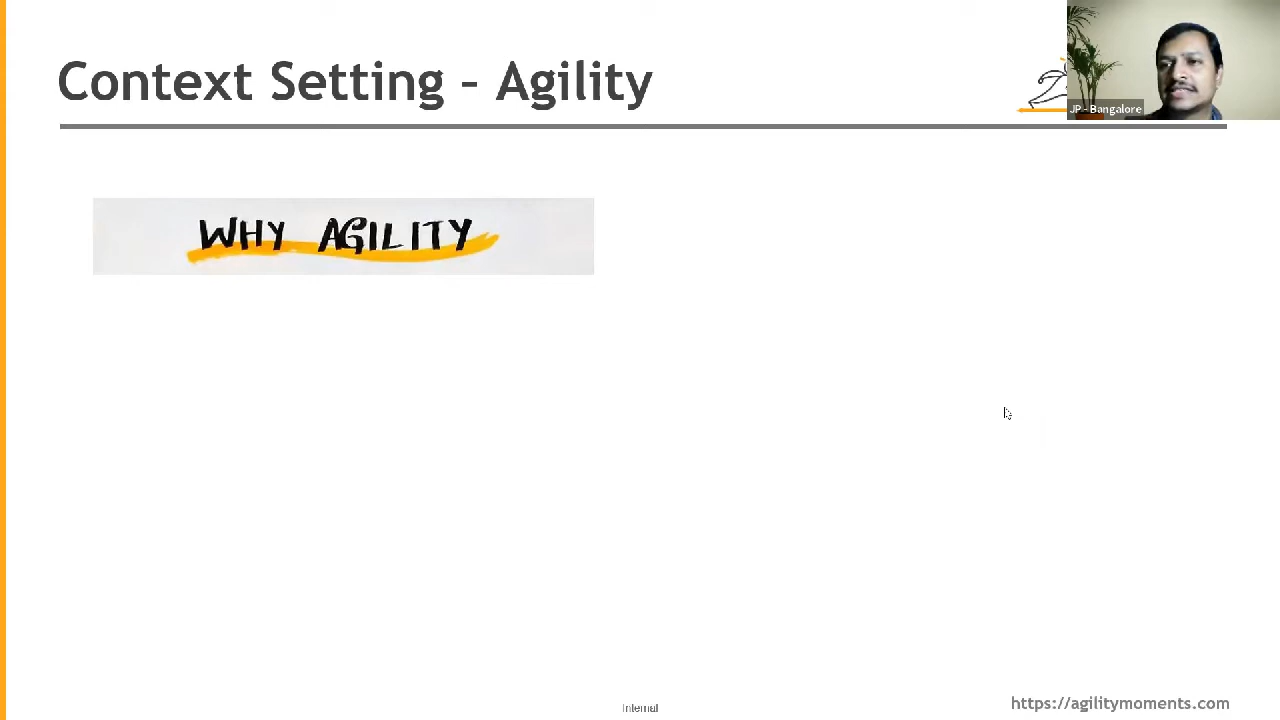 Context Setting – Agility
JP - Bangalore
WHY AGILITY
Internal
https://agilitymoments.com